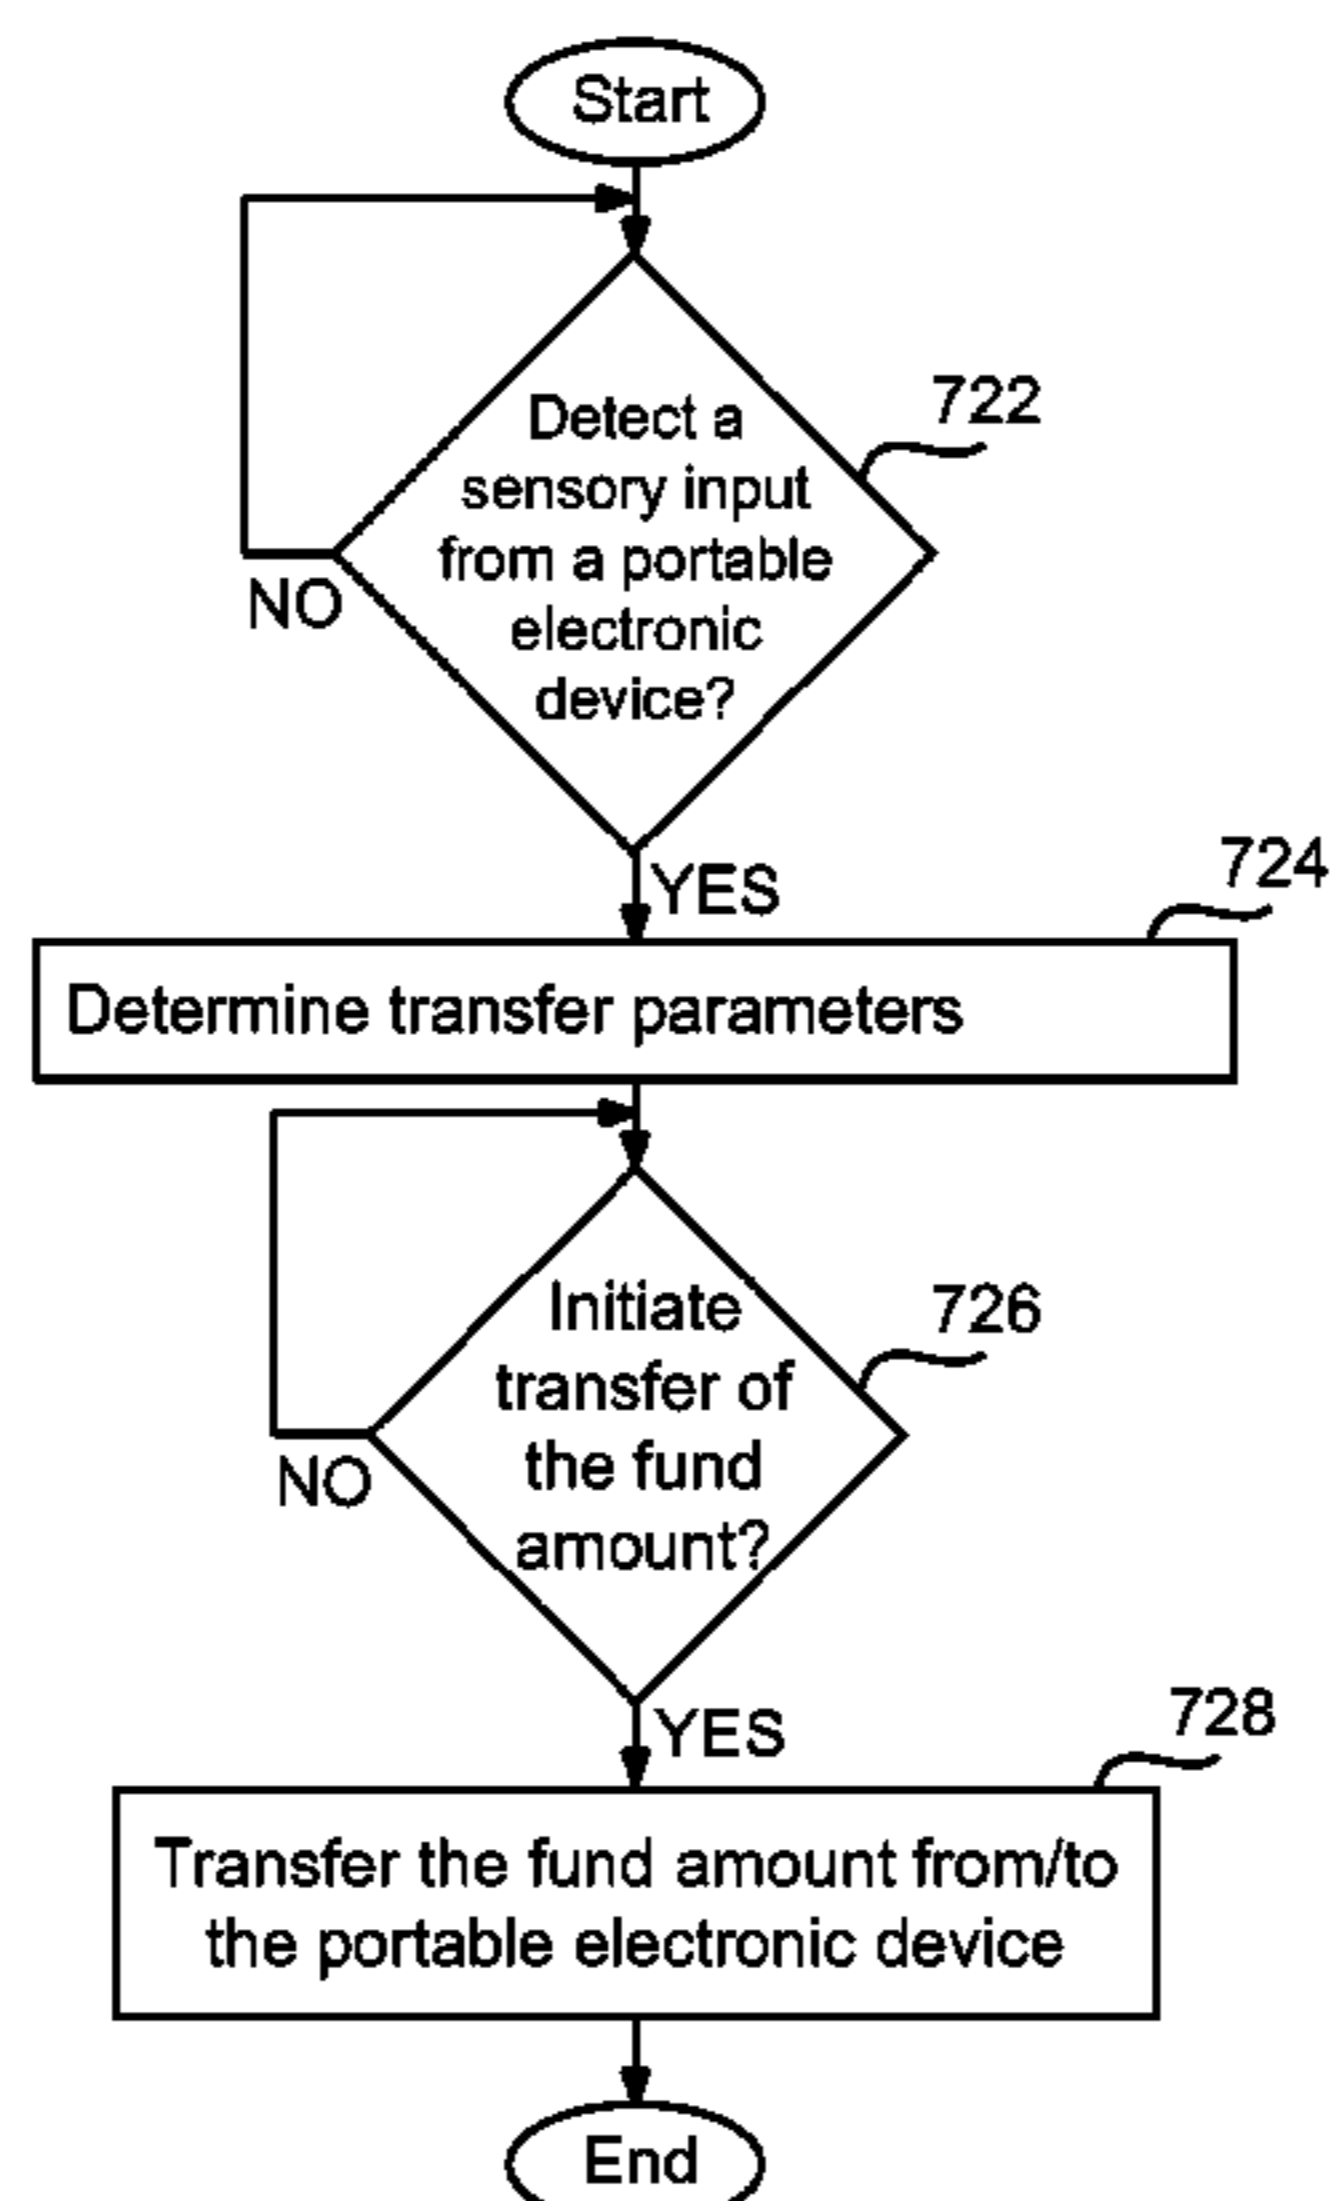 Start
Detect a
sensory input
from a portable
electronic
device?
722
NO
YES
724
Determine transfer parameters
Initiate
transfer of
the fund
amount?
726
NO
YES
728
Transfer the fund amount from/to
the portable electronic device
End